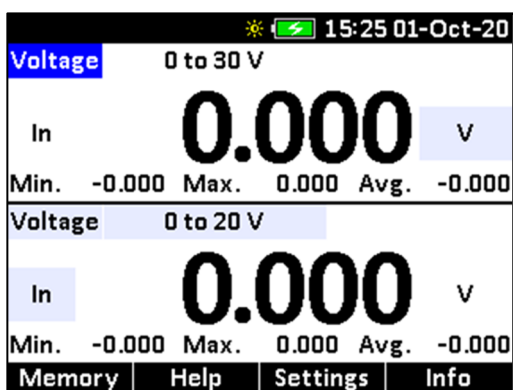 15:25 01-Oct-20
Voltage 0 to 30 V
In 0.000 V
Min. -0.000 Max. 0.000 Avg. -0.000
Voltage 0 to 20 V
In 0.000 V
Min. -0.000 Max. 0.000 Avg. -0.000
Memory Help Settings Info